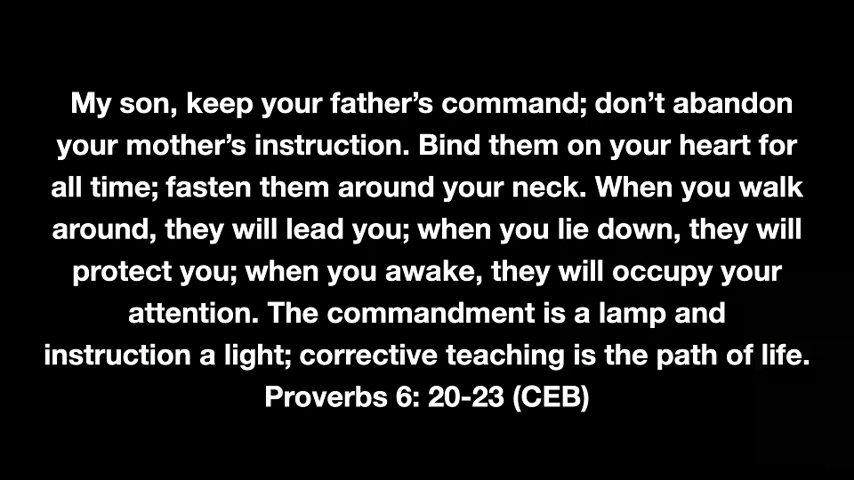 My son, keep your father’s command; don’t abandon
your mother’s instruction. Bind them on your heart for
all time; fasten them around your neck. When you walk
around, they will lead you; when you lie down, they will
protect you; when you awake, they will occupy your
attention. The commandment is a lamp and
instruction a light; corrective teaching is the path of life.
Proverbs 6: 20-23 (CEB)